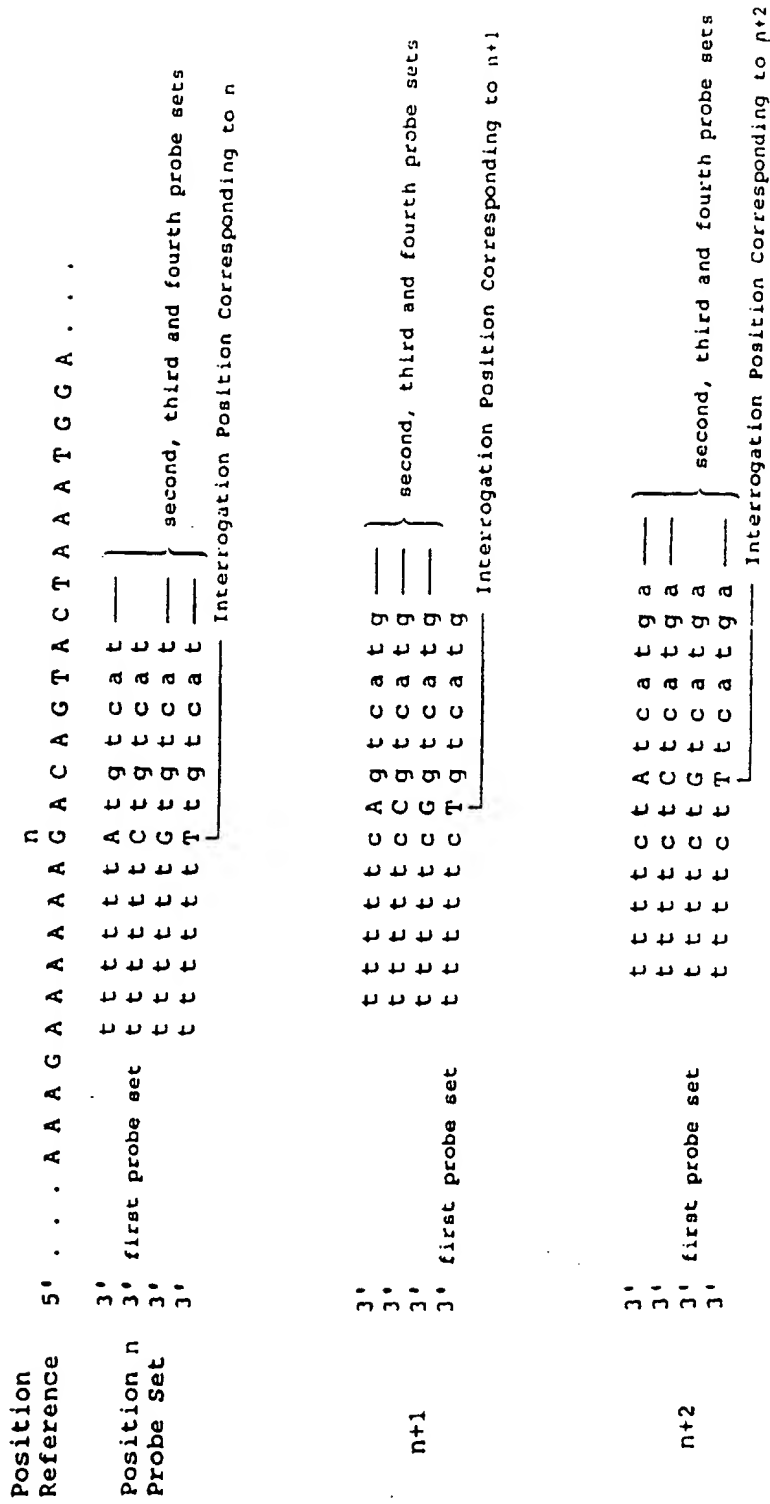 Position n
Reference 5' . . . A A A G A A A A A A G A C A G T A C T A A A T G G A . . .
Position n 3' t t t t t t A t g t c a t
Probe Set 3' first probe set t t t t t t C t g t c a t
3' t t t t t t G t g t c a t second, third and fourth probe sets
3' t t t t t t T t g t c a t
Interrogation Position Corresponding to n
3' t t t t t c A g t c a t g
n+1 3' t t t t t c C g t c a t g second, third and fourth probe sets
3' t t t t t c G g t c a t g
3' first probe set t t t t t c T g t c a t g
Interrogation Position Corresponding to n+1
3' t t t t c t A t c a t g a
3' t t t t c t C t c a t g a
n+2 3' first probe set t t t t c t G t c a t g a second, third and fourth probe sets
3' t t t t c t T t c a t g a
Interrogation Position Corresponding to n+2